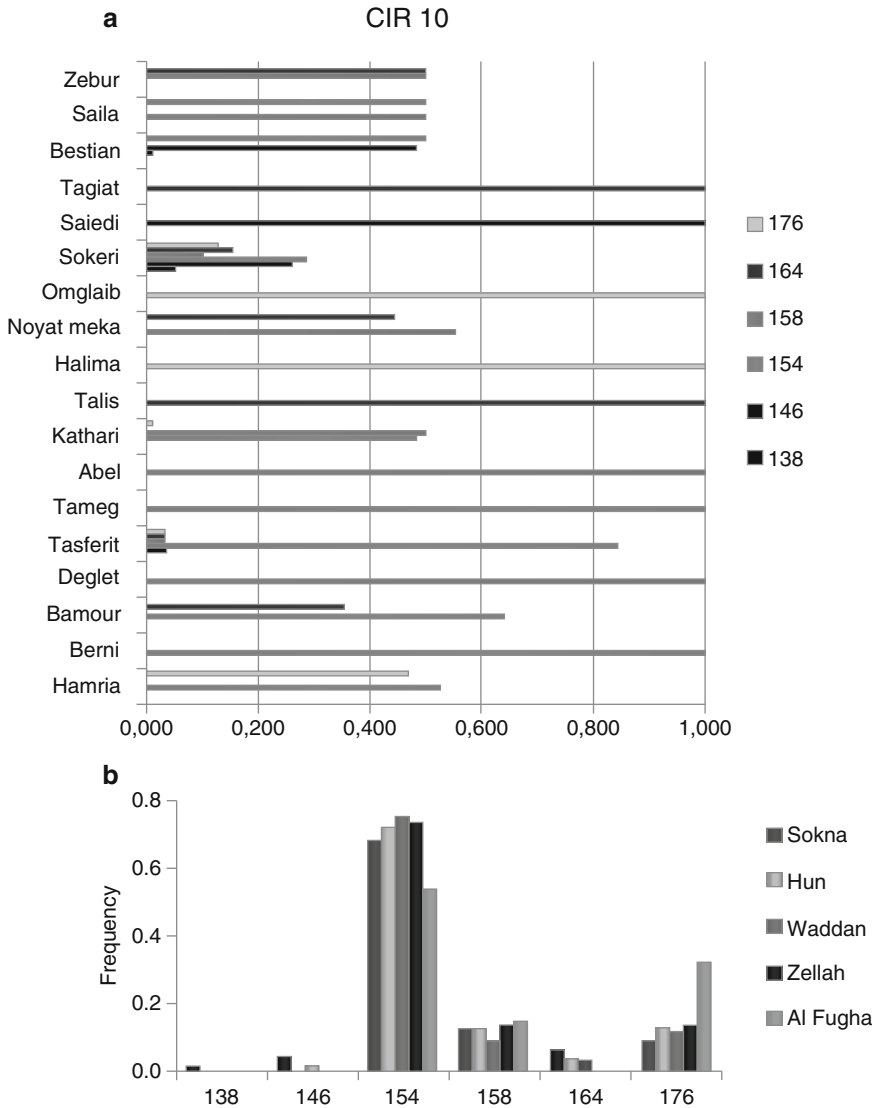 a
CIR 10
Zebur
Saila
Bestian
Tagiat
Saiedi
Sokeri
Omglaib
Noyat meka
Halima
Talis
Kathari
Abel
Tameg
Tasferit
Deglet
Bamour
Berni
Hamria
0,000 0,200 0,400 0,600 0,800 1,000
176
164
158
154
146
138
b
Frequency
0.8
0.6
0.4
0.2
0.0
138 146 154 158 164 176
Sokna
Hun
Waddan
Zellah
Al Fugha